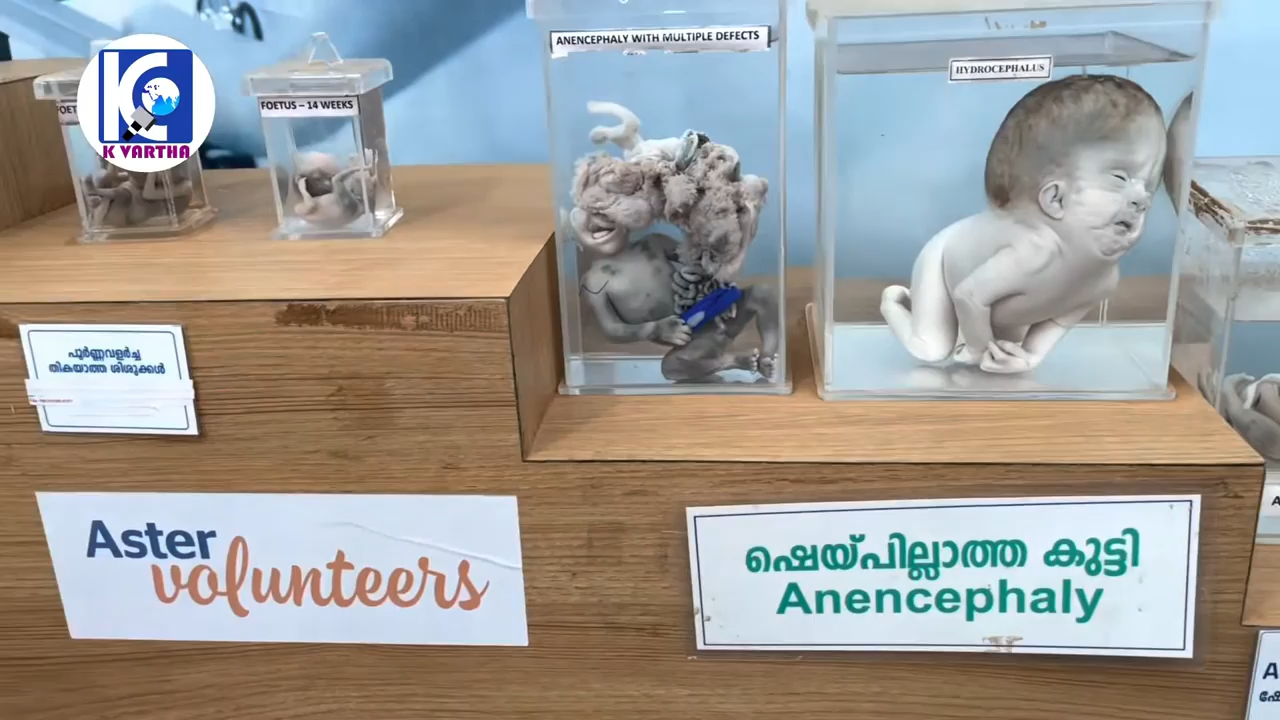 K VARTHA
FOETUS – 14 WEEKS
ANENCEPHALY WITH MULTIPLE DEFECTS
HYDROCEPHALUS
പൂർണ്ണവളർച്ച
തികയാത്ത ശിശുക്കൾ
Aster
volunteers
ഷെയ്പില്ലാത്ത കുട്ടി
Anencephaly